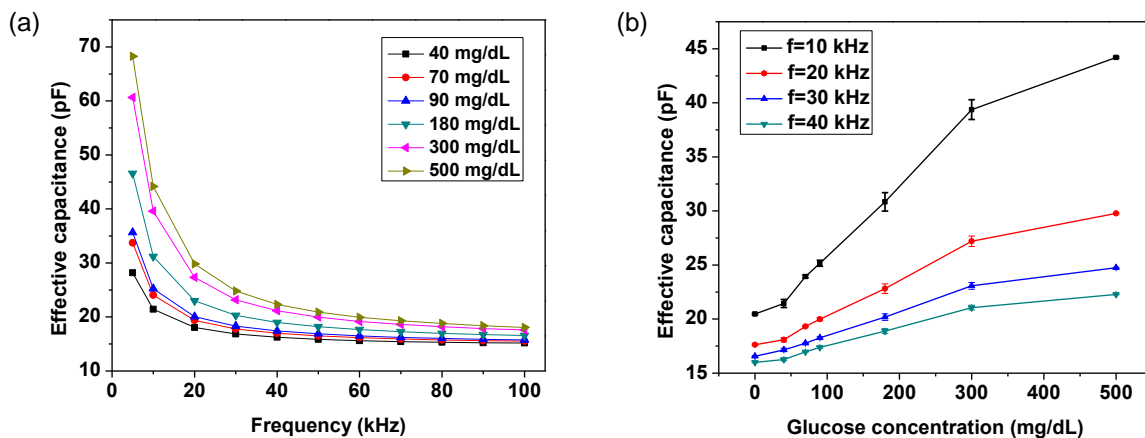 (a)
Effective capacitance (pF)
70
60
50
40
30
20
10
40 mg/dL
70 mg/dL
90 mg/dL
180 mg/dL
300 mg/dL
500 mg/dL
0 20 40 60 80 100
Frequency (kHz)
(b)
Effective capacitance (pF)
45
40
35
30
25
20
15
f=10 kHz
f=20 kHz
f=30 kHz
f=40 kHz
0 100 200 300 400 500
Glucose concentration (mg/dL)